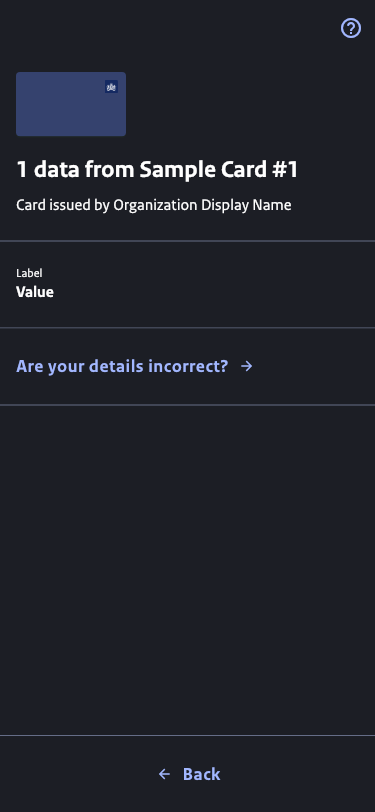 1 data from Sample Card #1
Card issued by Organization Display Name
Label
Value
Are your details incorrect?
Back